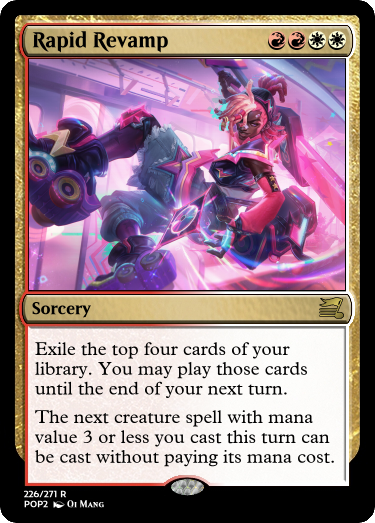 Rapid Revamp
Sorcery
Exile the top four cards of your
library. You may play those cards
until the end of your next turn.
The next creature spell with mana
value 3 or less you cast this turn can
be cast without paying its mana cost.
226/271 R
POP2 Oi Mang